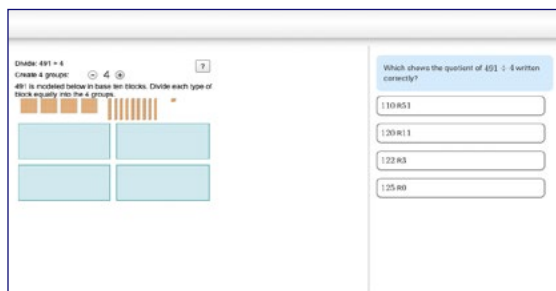 Divide: 491 ÷ 4
?
Create 4 groups:
4
491 is modeled below in base ten blocks. Divide each type of
block equally into the 4 groups.
Which shows the quotient of 491 ÷ 4 written
correctly?
110 R51
120 R11
122 R3
125 R0